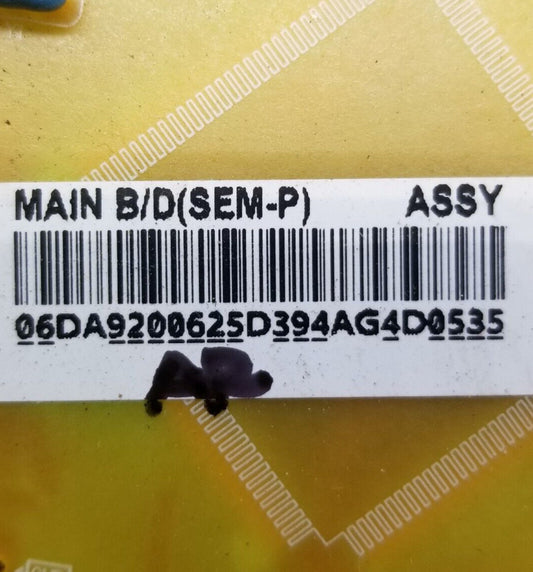 MAIN B/D(SEM-P) ASSY
06DA9200625D394AG4D0535